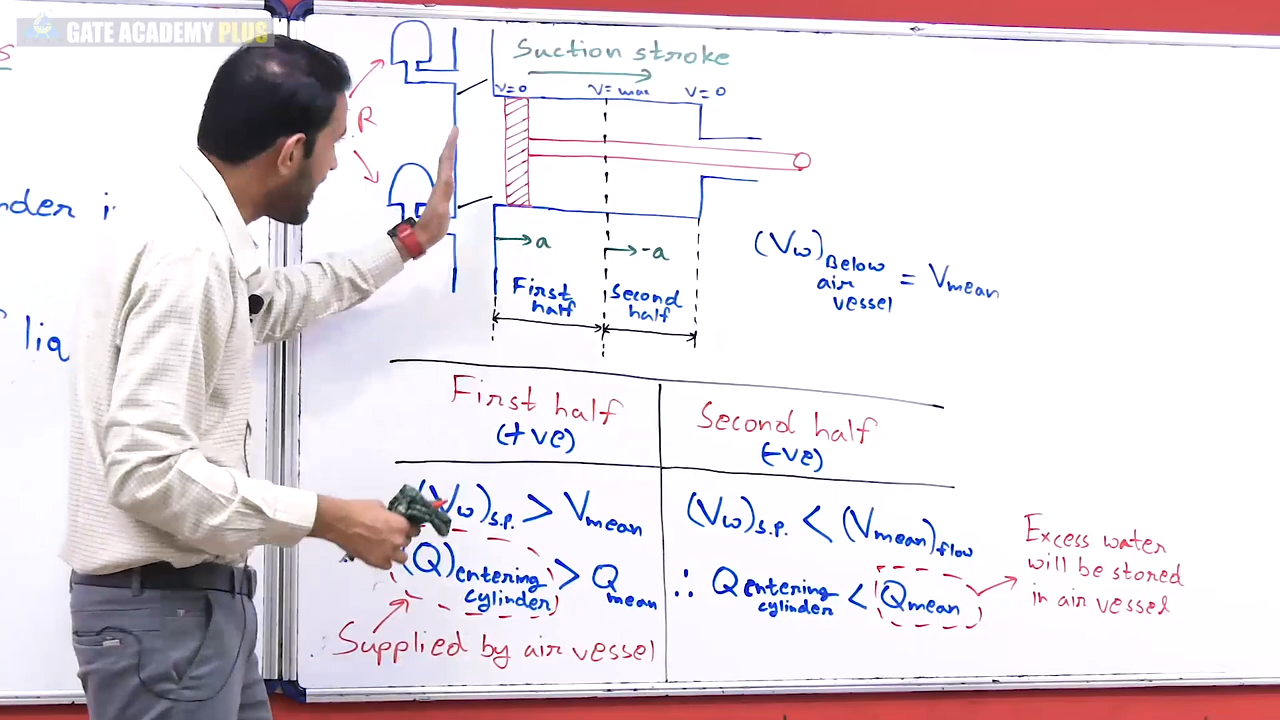 GATE ACADEMY PLUS
s
nder i
liq
R
Suction stroke
v=0
v=max
v=0
a
-a
First half
Second half
(Vw)Below air vessel = Vmean
First half
(+ve)
Second half
(-ve)
(Vw)s.p. > Vmean
(Vw)s.p. < (Vmean)flow
(Q)entering cylinder > Qmean
∴ Qentering cylinder < Qmean
Supplied by air vessel
Excess water
will be stored
in air vessel